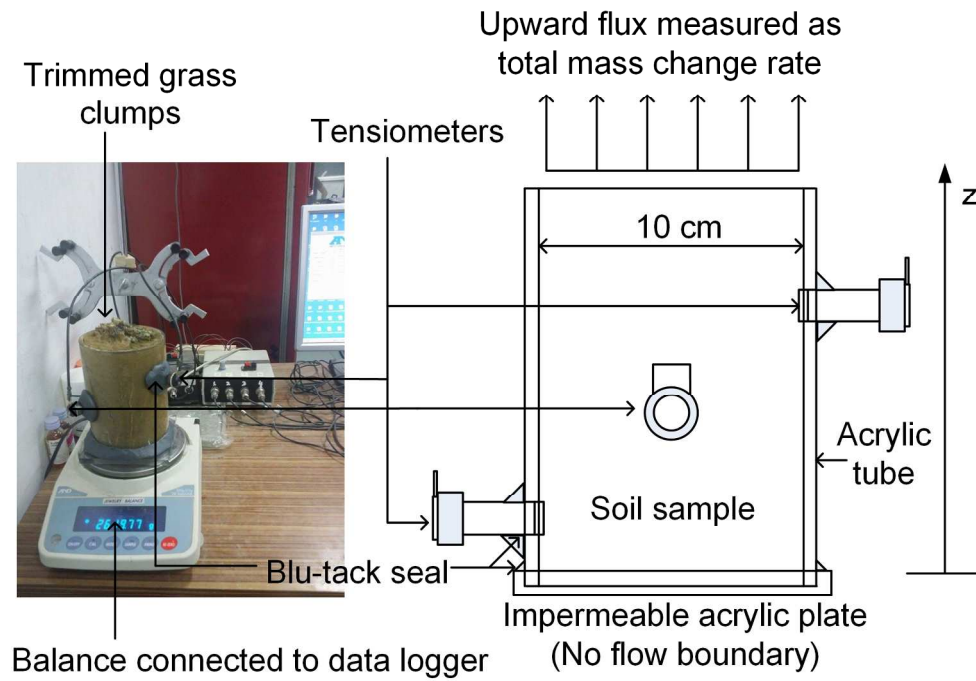 Upward flux measured as
total mass change rate
Trimmed grass
clumps
Tensiometers
z
10 cm
Acrylic
tube
Soil sample
Blu-tack seal
Impermeable acrylic plate
(No flow boundary)
Balance connected to data logger